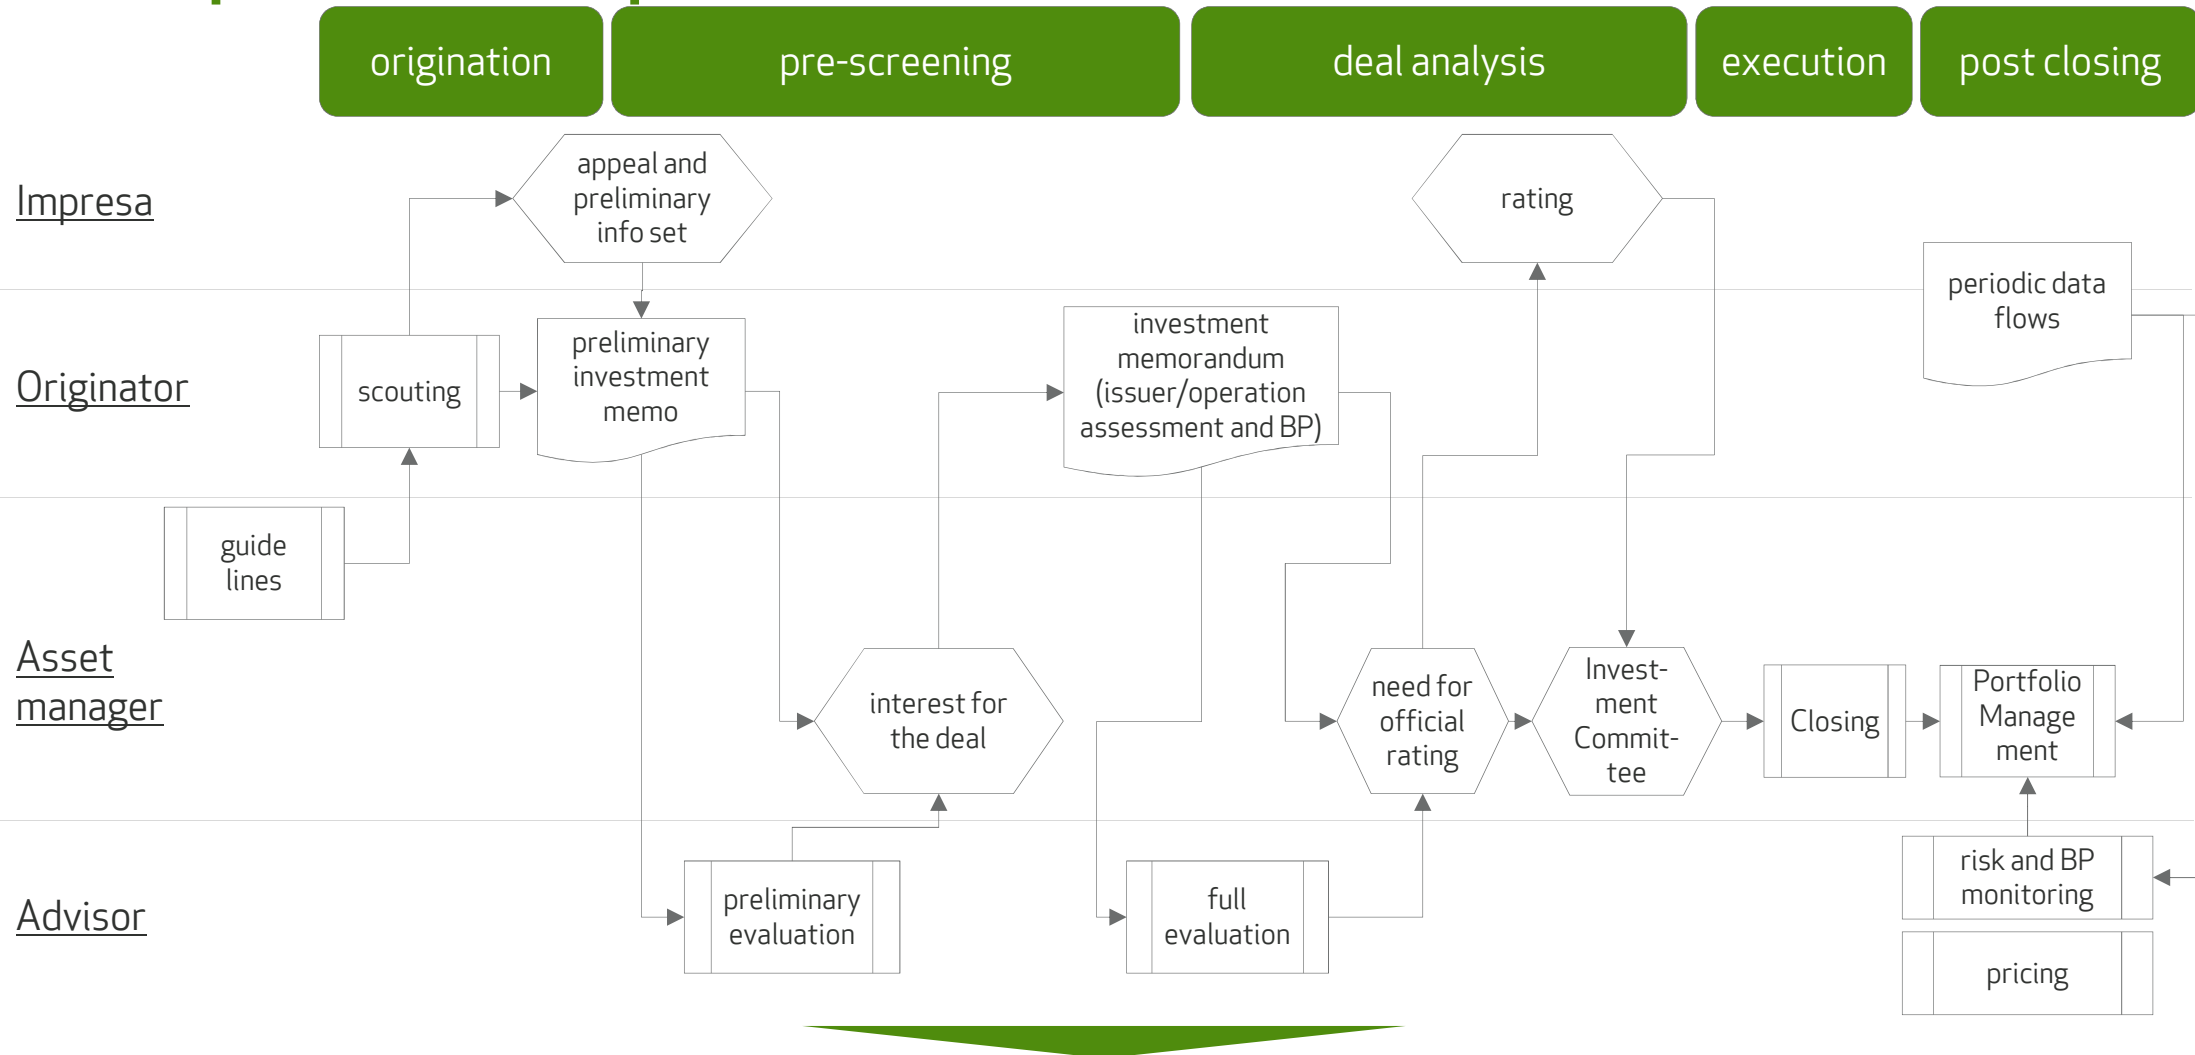 origination
pre-screening
deal analysis
execution
post closing
Impresa
appeal and
preliminary
info set
rating
periodic data
flows
Originator
scouting
preliminary
investment
memo
investment
memorandum
(issuer/operation
assessment and BP)
guide
lines
Asset
manager
interest for
the deal
need for
official
rating
Invest-
ment
Commit-
tee
Closing
Portfolio
Manage
ment
Advisor
preliminary
evaluation
full
evaluation
risk and BP
monitoring
pricing